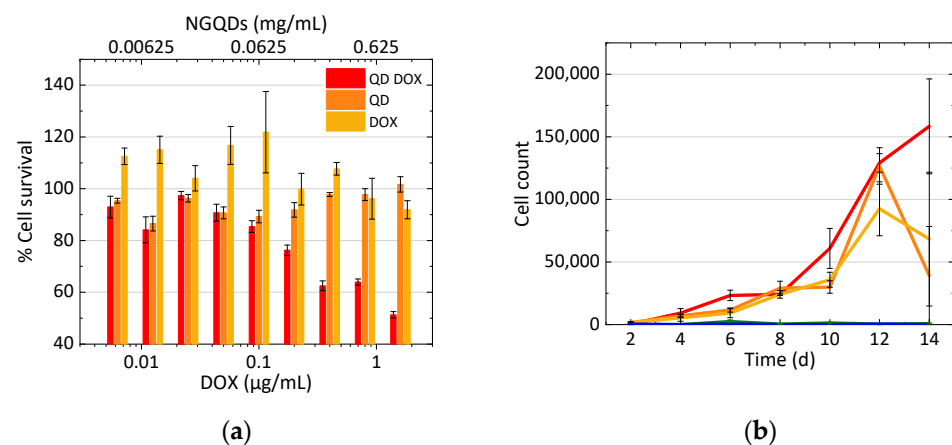 NGQDs (mg/mL)
0.00625 0.0625 0.625
140
120
100
80
60
40
% Cell survival
QD DOX
QD
DOX
0.01 0.1 1
DOX (µg/mL)
(a)
200,000
150,000
100,000
50,000
0
Cell count
2 4 6 8 10 12 14
Time (d)
(b)